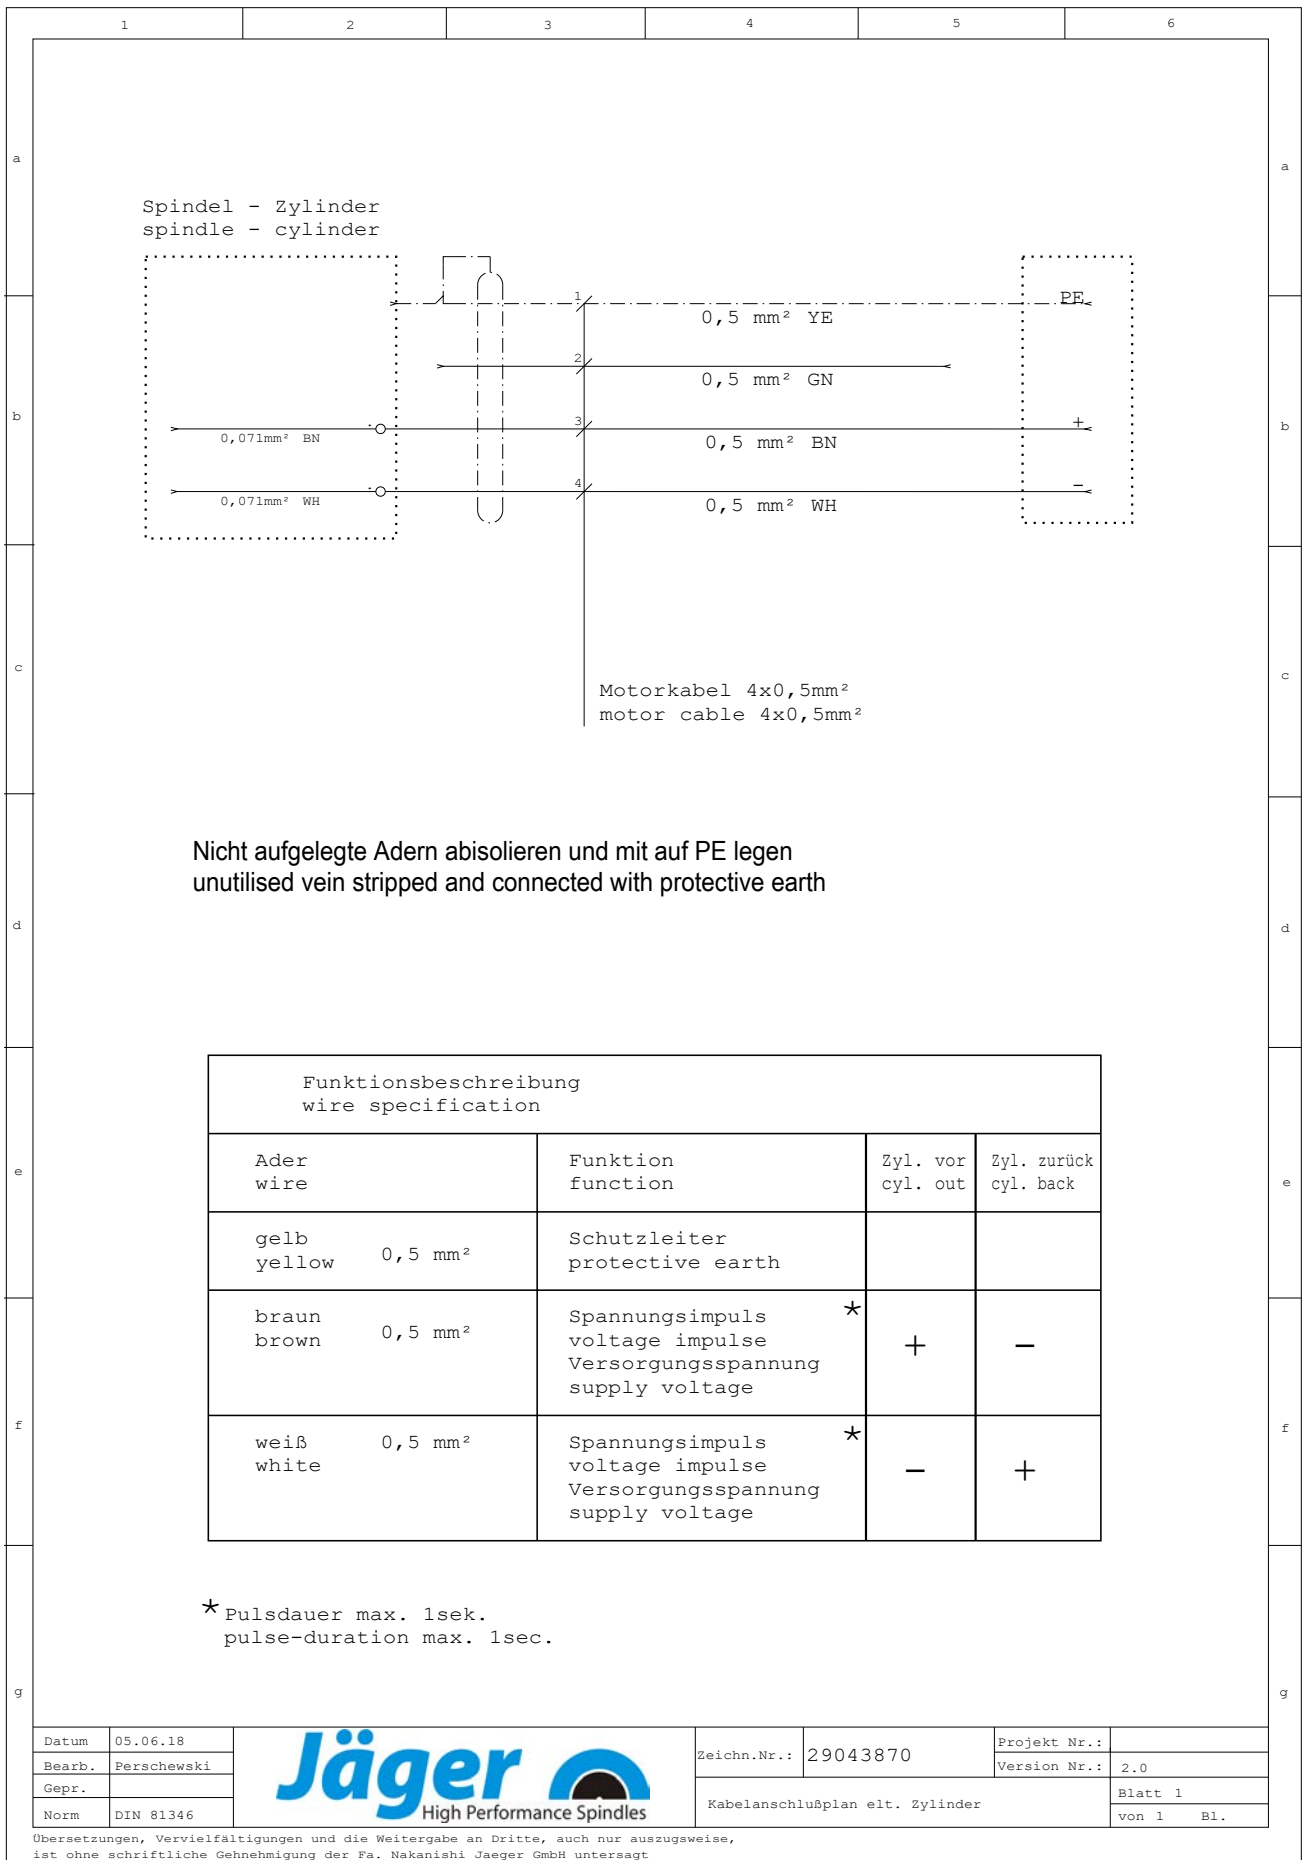 1 2 3 4 5 6
a a
Spindel - Zylinder
spindle - cylinder
1 PE
0,5 mm² YE
2
0,5 mm² GN
b b
3 +
0,071mm² BN 0,5 mm² BN
4 -
0,071mm² WH 0,5 mm² WH
c c
Motorkabel 4x0,5mm²
motor cable 4x0,5mm²
Nicht aufgelegte Adern abisolieren und mit auf PE legen
unutilised vein stripped and connected with protective earth
d d
Funktionsbeschreibung
wire specification
Ader Funktion Zyl. vor Zyl. zurück
wire function cyl. out cyl. back
e e
gelb 0,5 mm² Schutzleiter
yellow protective earth
braun 0,5 mm² Spannungsimpuls * + -
brown voltage impulse
Versorgungsspannung
supply voltage
f f
weiß 0,5 mm² Spannungsimpuls * - +
white voltage impulse
Versorgungsspannung
supply voltage
* Pulsdauer max. 1sek.
pulse-duration max. 1sec.
g g
Datum 05.06.18
Bearb. Perschewski
Gepr.
Norm DIN 81346
Jäger
High Performance Spindles
Zeichn.Nr.: 29043870
Kabelanschlußplan elt. Zylinder
Projekt Nr.:
Version Nr.: 2.0
Blatt 1
von 1 Bl.
Übersetzungen, Vervielfältigungen und die Weitergabe an Dritte, auch nur auszugsweise,
ist ohne schriftliche Gehnehmigung der Fa. Nakanishi Jaeger GmbH untersagt